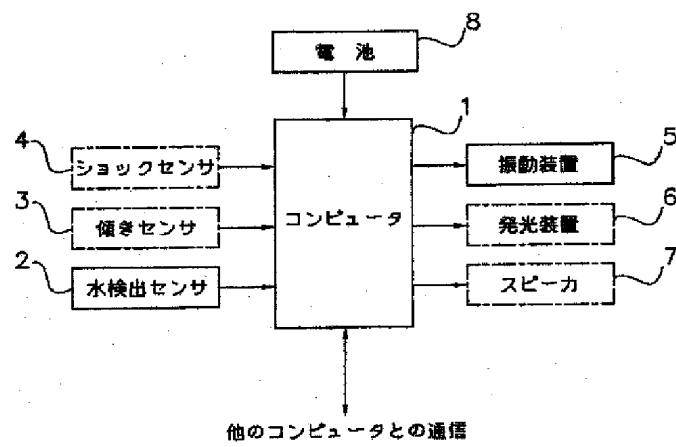 8
電池
1
4
ショックセンサ
振動装置
5
3
傾きセンサ
コンピュータ
発光装置
6
2
水検出センサ
スピーカ
7
他のコンピュータとの通信